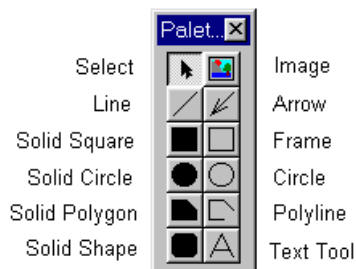 Palet...
Select Image
Line Arrow
Solid Square Frame
Solid Circle Circle
Solid Polygon Polyline
Solid Shape A Text Tool